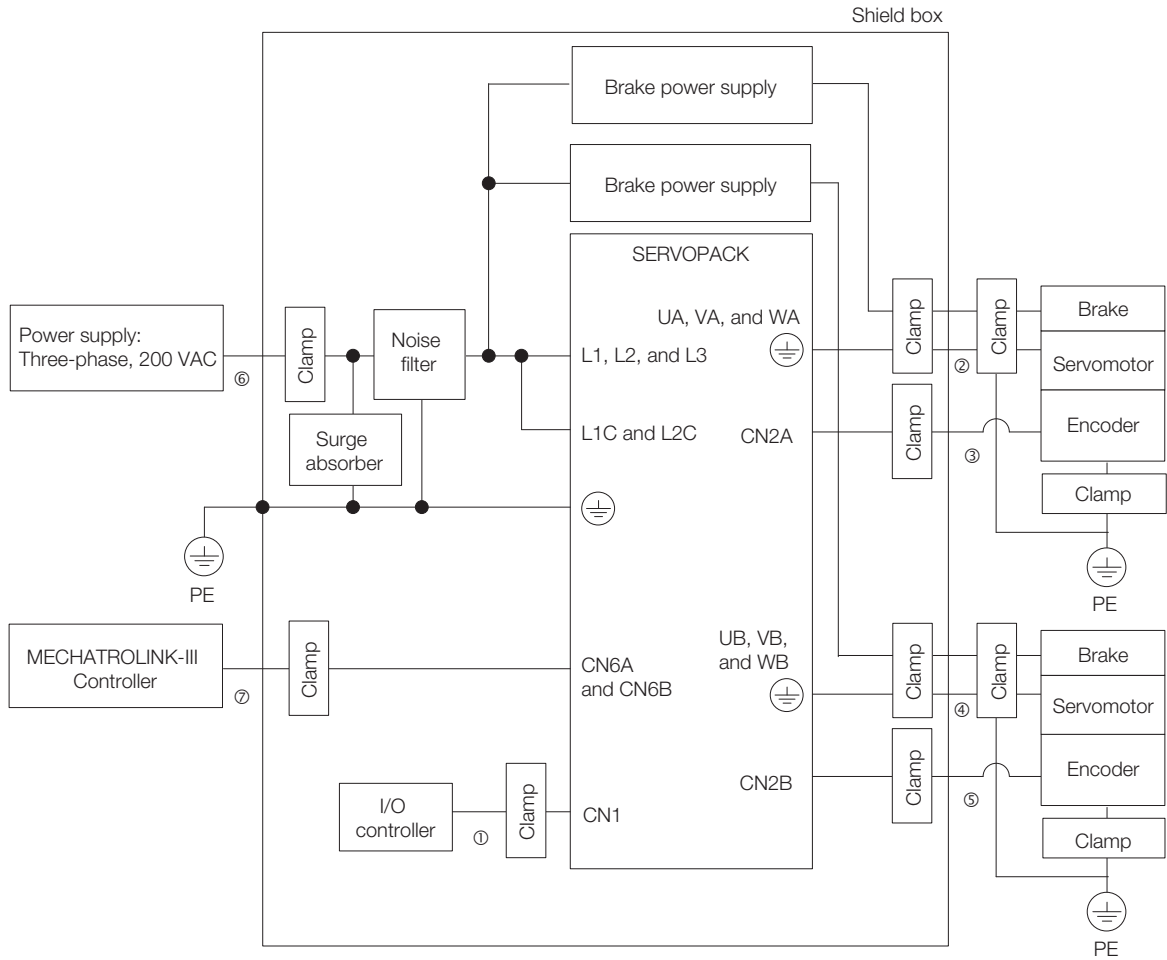 Shield box
Brake power supply
Brake power supply
SERVOPACK
Power supply:
Three-phase, 200 VAC
⑥
Clamp
Noise
filter
Surge
absorber
L1, L2, and L3
L1C and L2C
UA, VA, and WA
CN2A
Clamp
②
Clamp
Brake
Servomotor
Clamp
③
Encoder
Clamp
PE
PE
MECHATROLINK-III
Controller
⑦
Clamp
CN6A
and CN6B
UB, VB,
and WB
Clamp
④
Clamp
Brake
Servomotor
CN2B
Clamp
⑤
Encoder
Clamp
PE
I/O
controller
①
Clamp
CN1